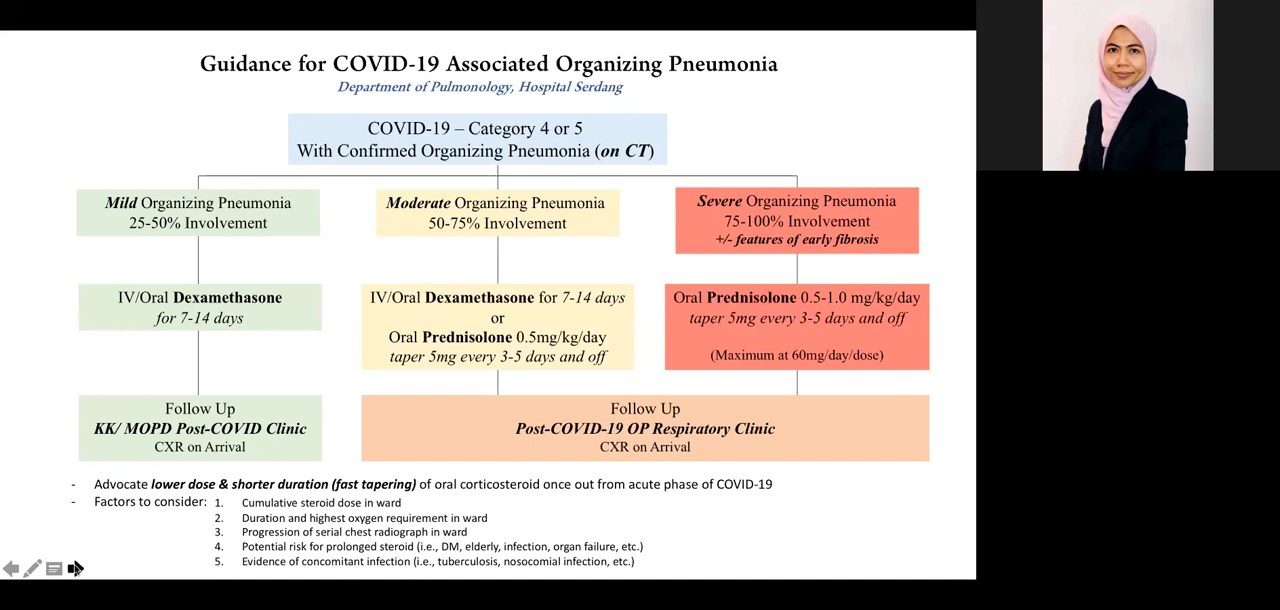 Guidance for COVID-19 Associated Organizing Pneumonia
Department of Pulmonology, Hospital Serdang
COVID-19 – Category 4 or 5
With Confirmed Organizing Pneumonia (on CT)
Mild Organizing Pneumonia
25-50% Involvement
Moderate Organizing Pneumonia
50-75% Involvement
Severe Organizing Pneumonia
75-100% Involvement
+/- features of early fibrosis
IV/Oral Dexamethasone
for 7-14 days
IV/Oral Dexamethasone for 7-14 days
or
Oral Prednisolone 0.5mg/kg/day
taper 5mg every 3-5 days and off
Oral Prednisolone 0.5-1.0 mg/kg/day
taper 5mg every 3-5 days and off
(Maximum at 60mg/day/dose)
Follow Up
KK/ MOPD Post-COVID Clinic
CXR on Arrival
Follow Up
Post-COVID-19 OP Respiratory Clinic
CXR on Arrival
- Advocate lower dose & shorter duration (fast tapering) of oral corticosteroid once out from acute phase of COVID-19
- Factors to consider:
1. Cumulative steroid dose in ward
2. Duration and highest oxygen requirement in ward
3. Progression of serial chest radiograph in ward
4. Potential risk for prolonged steroid (i.e., DM, elderly, infection, organ failure, etc.)
5. Evidence of concomitant infection (i.e., tuberculosis, nosocomial infection, etc.)